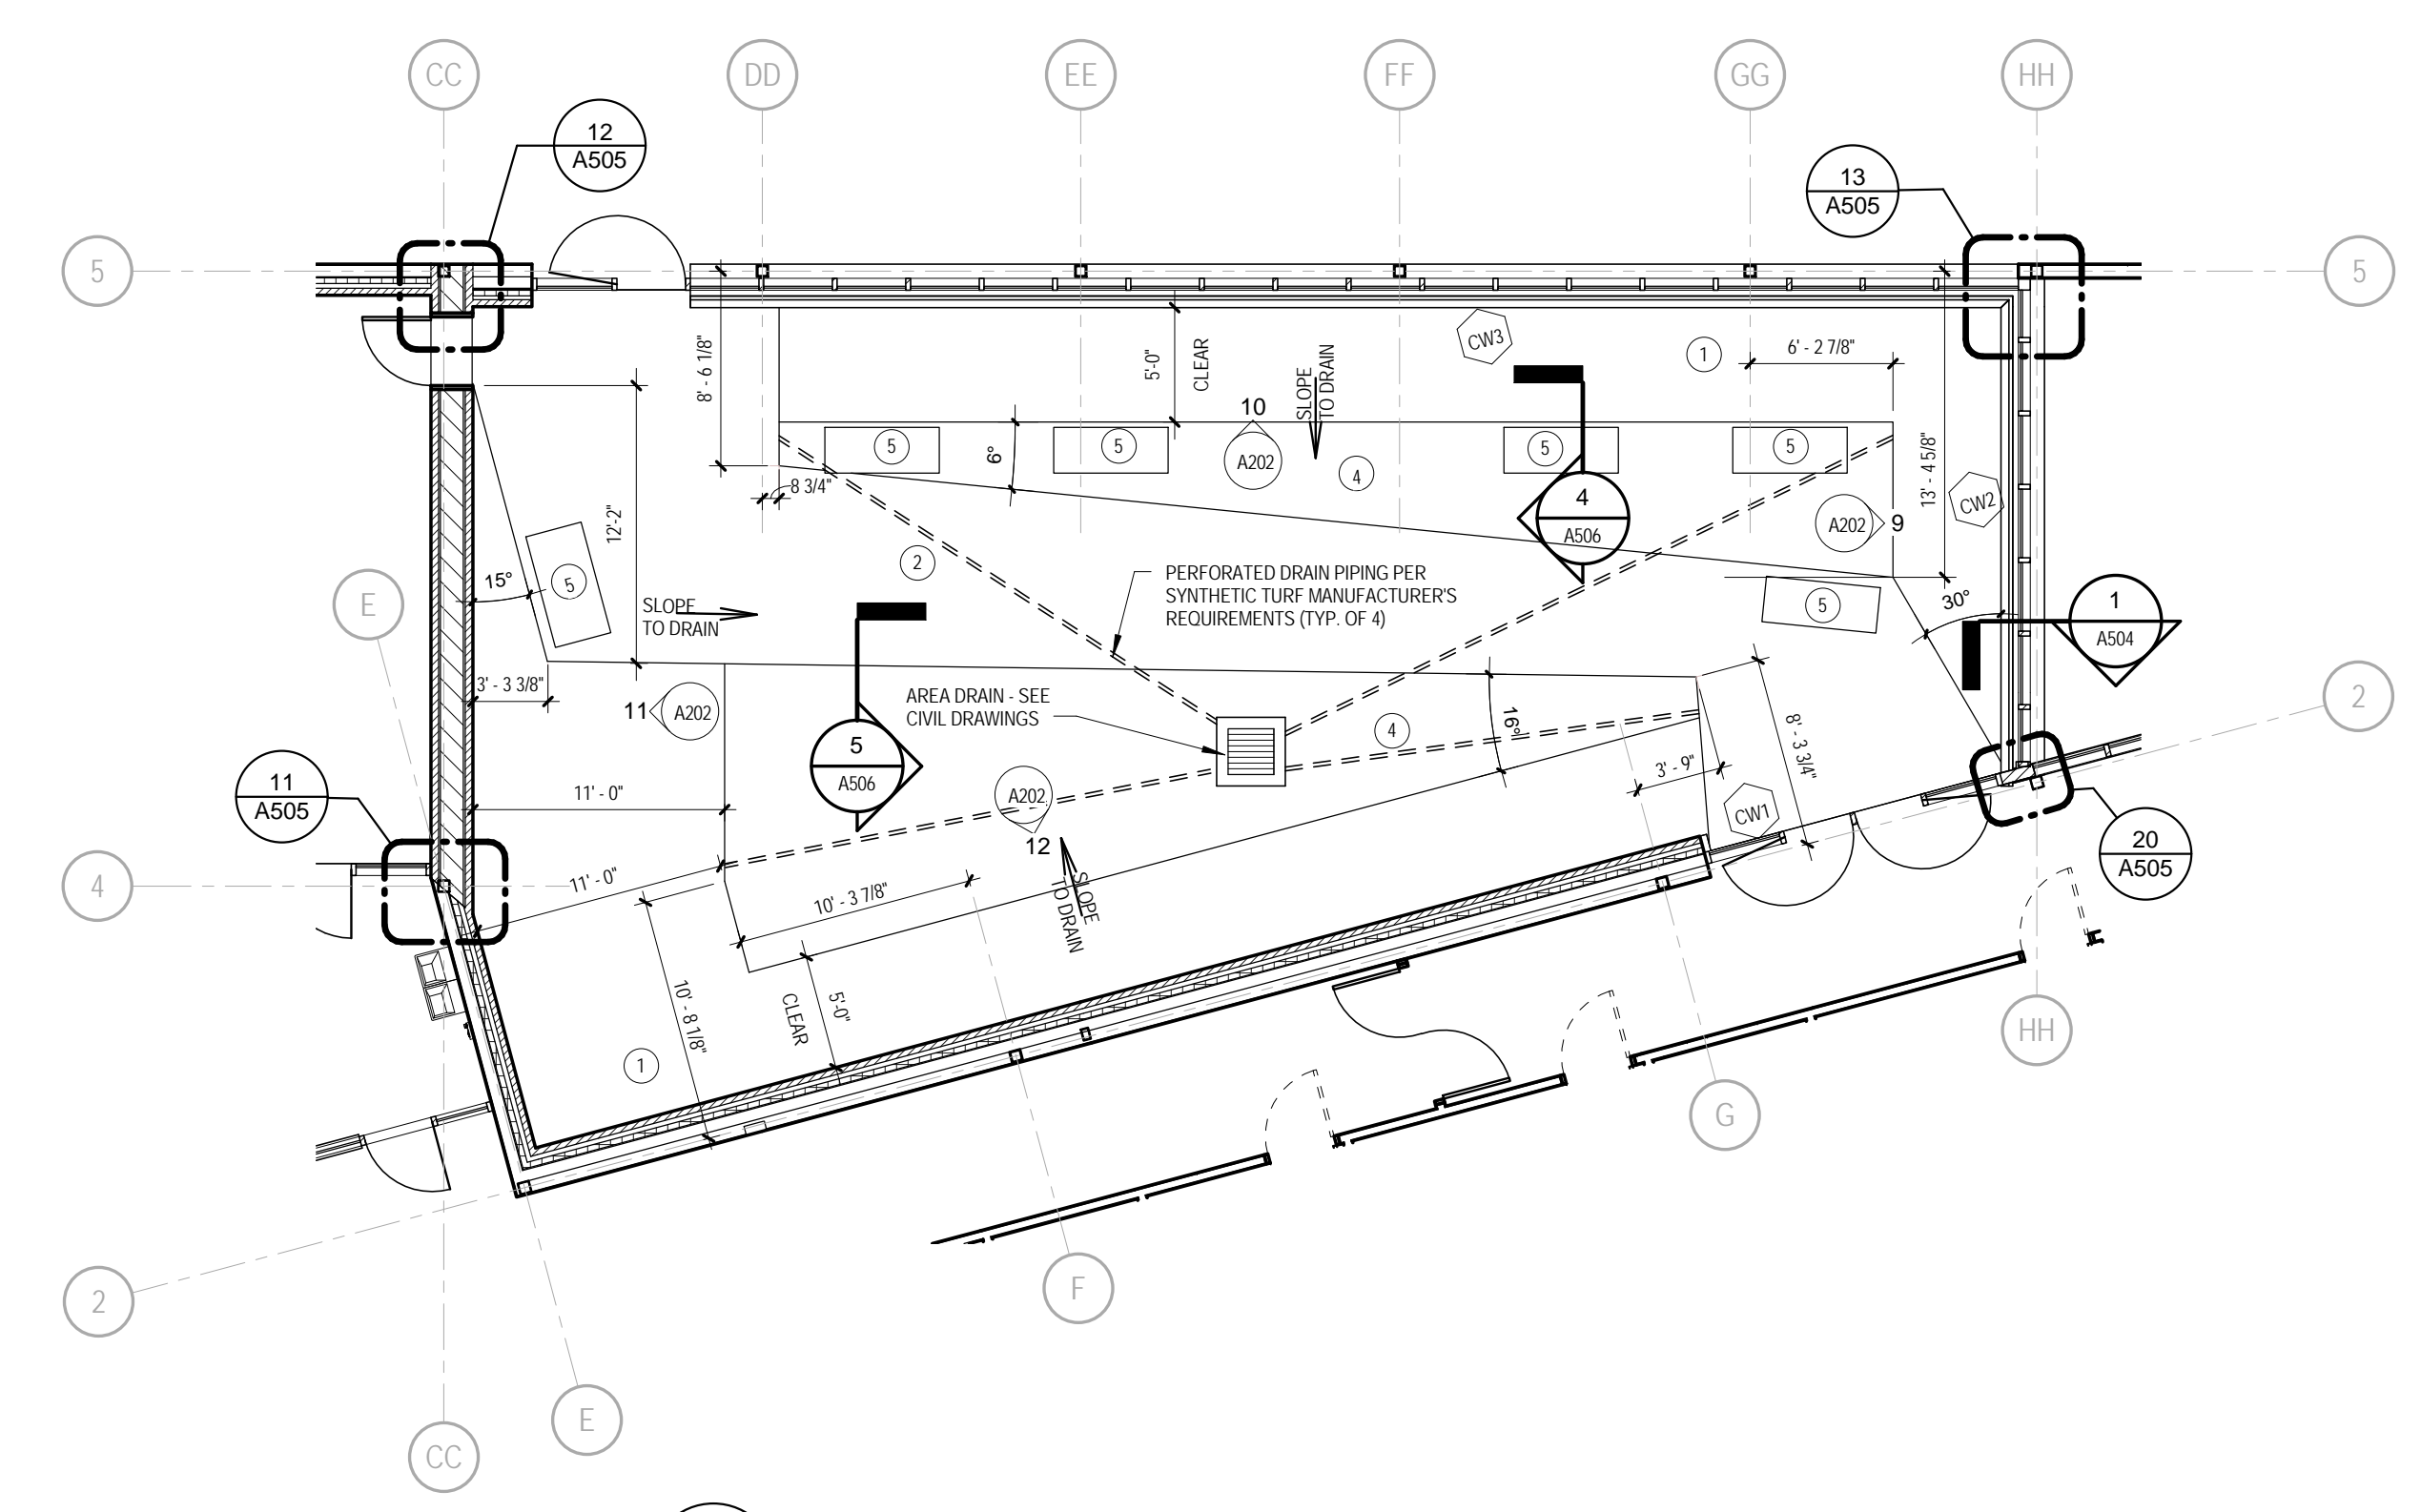 CC
DD
EE
FF
GG
HH
12
A505
13
A505
5
5
8' - 6 1/8"
5'-0"
CLEAR
CW3
SLOPE
TO DRAIN
1
6' - 2 7/8"
10
A202
5
5
5
5
6°
4
8 3/4"
12'-2"
13' - 4 5/8"
CW2
4
A506
A202
9
2
15°
5
E
PERFORATED DRAIN PIPING PER
SYNTHETIC TURF MANUFACTURER'S
REQUIREMENTS (TYP. OF 4)
SLOPE
TO DRAIN
5
30°
1
A504
3' - 3 3/8"
11
A202
AREA DRAIN - SEE
CIVIL DRAWINGS
16°
4
8' - 3 3/4"
2
5
A506
3' - 9"
11
A505
11' - 0"
A202
12
CW1
20
A505
4
11' - 0"
10' - 3 7/8"
SLOPE
TO DRAIN
10' - 8 1/8"
CLEAR
5'-0"
1
HH
G
2
F
E
CC